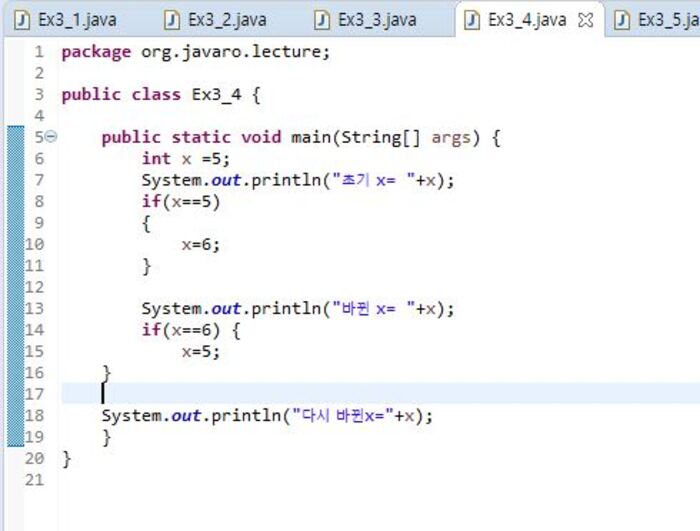 Ex3_1.java Ex3_2.java Ex3_3.java Ex3_4.java Ex3_5.ja
1 package org.javaro.lecture;
2
3 public class Ex3_4 {
4
5 public static void main(String[] args) {
6 int x =5;
7 System.out.println("초기 x= "+x);
8 if(x==5)
9 {
10 x=6;
11 }
12
13 System.out.println("바뀐 x= "+x);
14 if(x==6) {
15 x=5;
16 }
17
18 System.out.println("다시 바뀐x="+x);
19 }
20 }
21